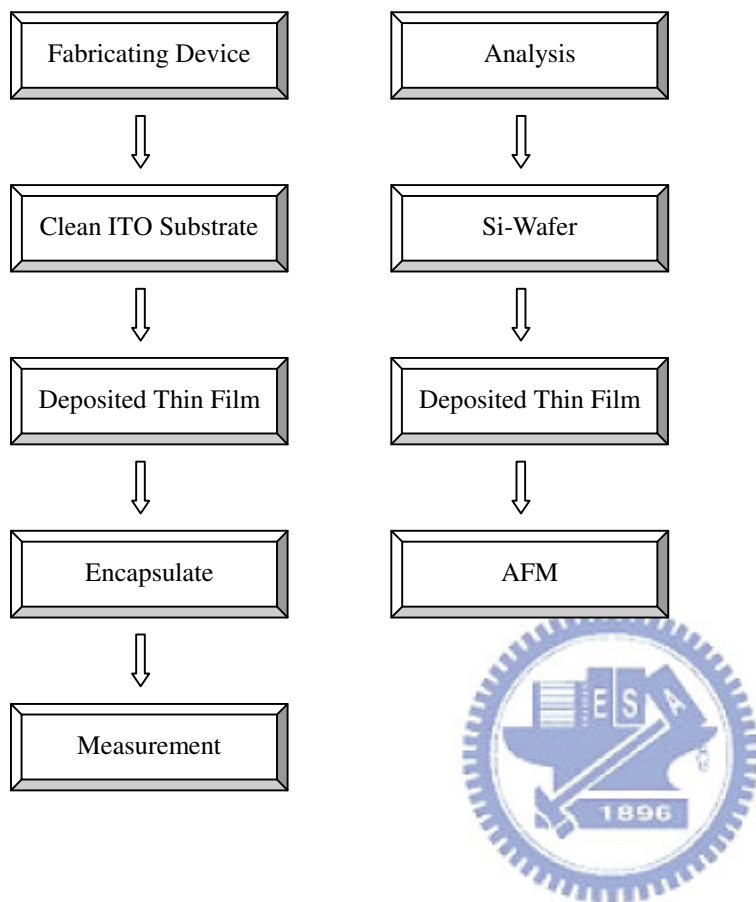 Fabricating Device
Clean ITO Substrate
Deposited Thin Film
Encapsulate
Measurement
Analysis
Si-Wafer
Deposited Thin Film
AFM
E S A
1896